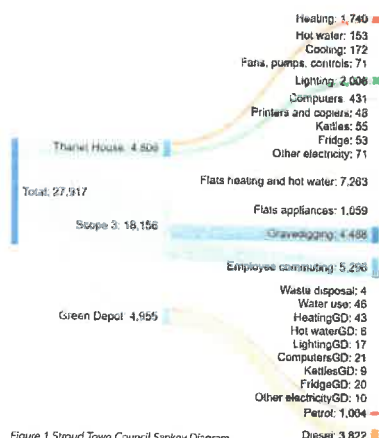 Heating: 1,740
Hot water: 153
Cooling: 172
Fans, pumps, controls: 71
Lighting: 2,006
Computers: 431
Printers and copiers: 48
Kettles: 55
Fridge: 53
Other electricity: 71
Thanet House: 4,806
Flats heating and hot water: 7,263
Total: 27,917
Flats appliances: 1,059
Scope 3: 18,156
Gravedigging: 4,488
Employee commuting: 5,296
Waste disposal: 4
Water use: 46
Green Depot: 4,955
HeatingGD: 43
Hot waterGD: 6
LightingGD: 17
ComputersGD: 21
KettlesGD: 9
FridgeGD: 20
Other electricityGD: 10
Petrol: 1,004
Diesel: 3,822
Figure 1 Stroud Town Council Sankey Diagram